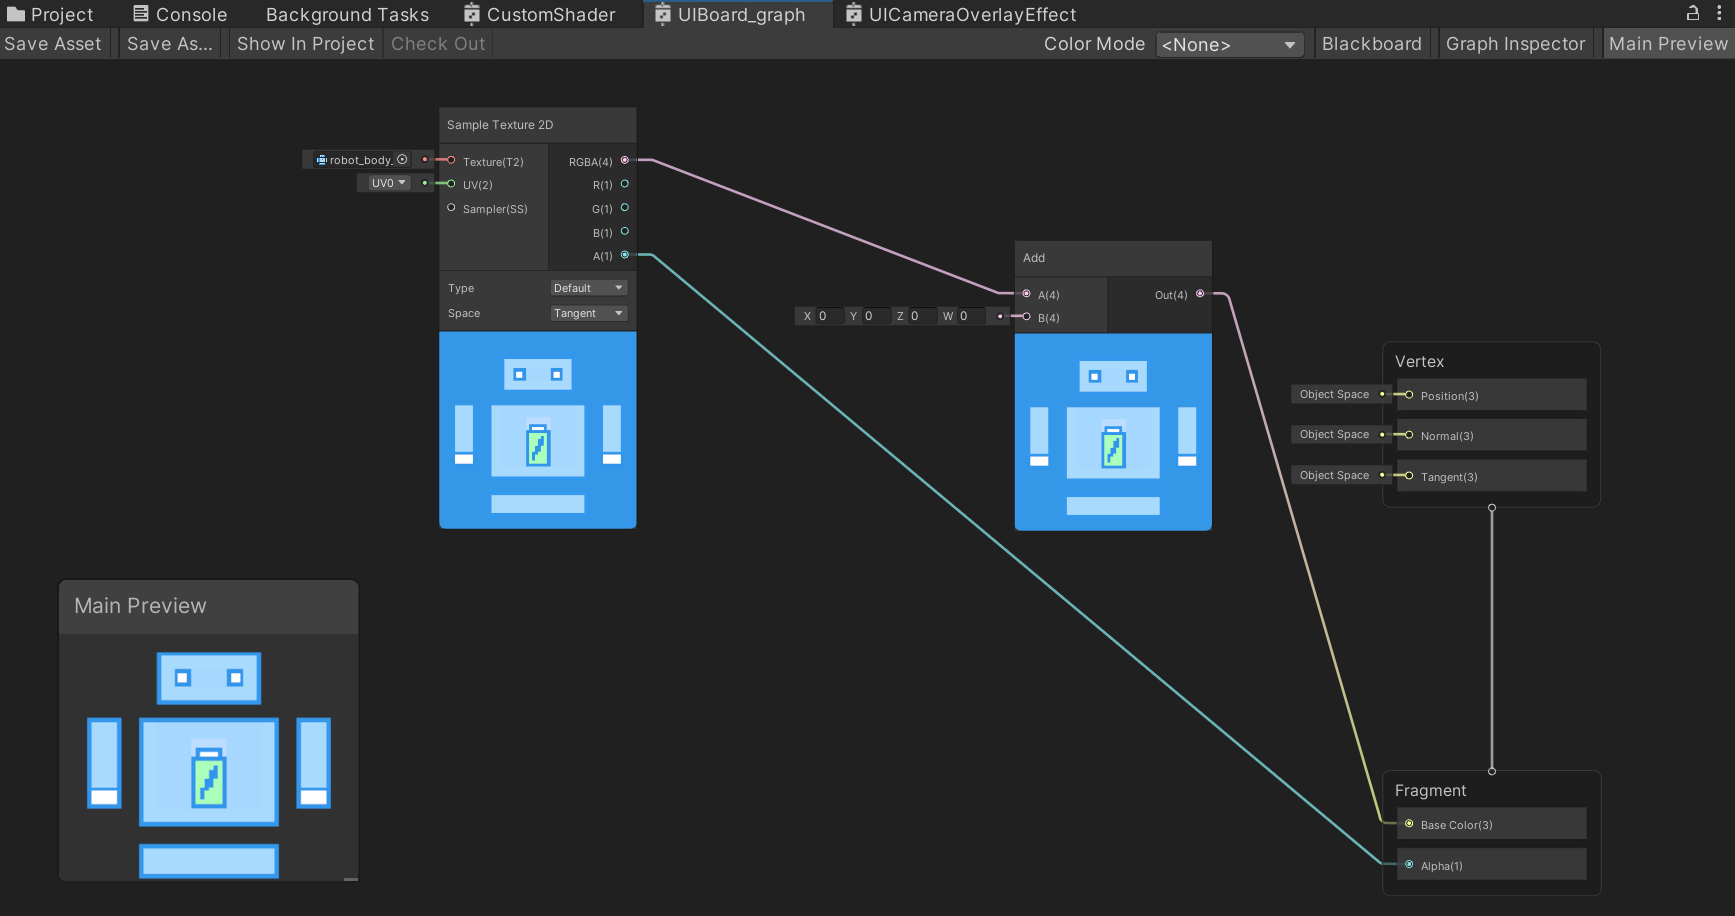 Project Console Background Tasks CustomShader UIBoard_graph UICameraOverlayEffect
Save Asset Save As... Show In Project Check Out Color Mode <None> Blackboard Graph Inspector Main Preview
Sample Texture 2D
robot_body. Texture(T2) RGBA(4)
UV0 UV(2) R(1)
Sampler(SS) G(1)
B(1)
A(1)
Type Default
Space Tangent
Add
A(4) Out(4)
X 0 Y 0 Z 0 W 0 B(4)
Vertex
Object Space Position(3)
Object Space Normal(3)
Object Space Tangent(3)
Main Preview
Fragment
Base Color(3)
Alpha(1)